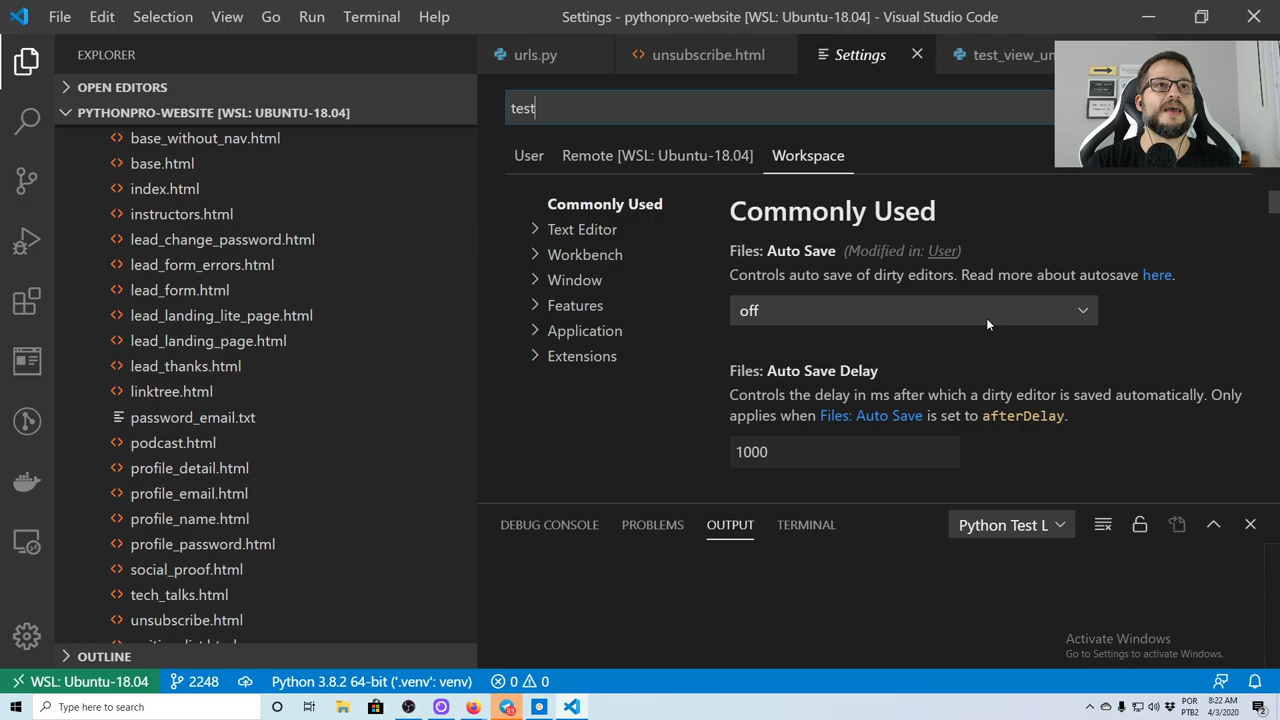 File Edit Selection View Go Run Terminal Help
Settings - pythonpro-website [WSL: Ubuntu-18.04] - Visual Studio Code
EXPLORER
OPEN EDITORS
PYTHONPRO-WEBSITE [WSL: UBUNTU-18.04]
base_without_nav.html
base.html
index.html
instructors.html
lead_change_password.html
lead_form_errors.html
lead_form.html
lead_landing_lite_page.html
lead_landing_page.html
lead_thanks.html
linktree.html
password_email.txt
podcast.html
profile_detail.html
profile_email.html
profile_name.html
profile_password.html
social_proof.html
tech_talks.html
unsubscribe.html
OUTLINE
urls.py unsubscribe.html Settings test_view_un
test
User Remote [WSL: Ubuntu-18.04] Workspace
Commonly Used
Text Editor
Workbench
Window
Features
Application
Extensions
Commonly Used
Files: Auto Save (Modified in: User)
Controls auto save of dirty editors. Read more about autosave here.
off
Files: Auto Save Delay
Controls the delay in ms after which a dirty editor is saved automatically. Only
applies when Files: Auto Save is set to afterDelay.
1000
DEBUG CONSOLE PROBLEMS OUTPUT TERMINAL Python Test L
Activate Windows
Go to Settings to activate Windows.
WSL: Ubuntu-18.04 2248 Python 3.8.2 64-bit ('.venv': venv) 0 0
Type here to search
POR
PTB2
8:22 AM
4/3/2020
93
2